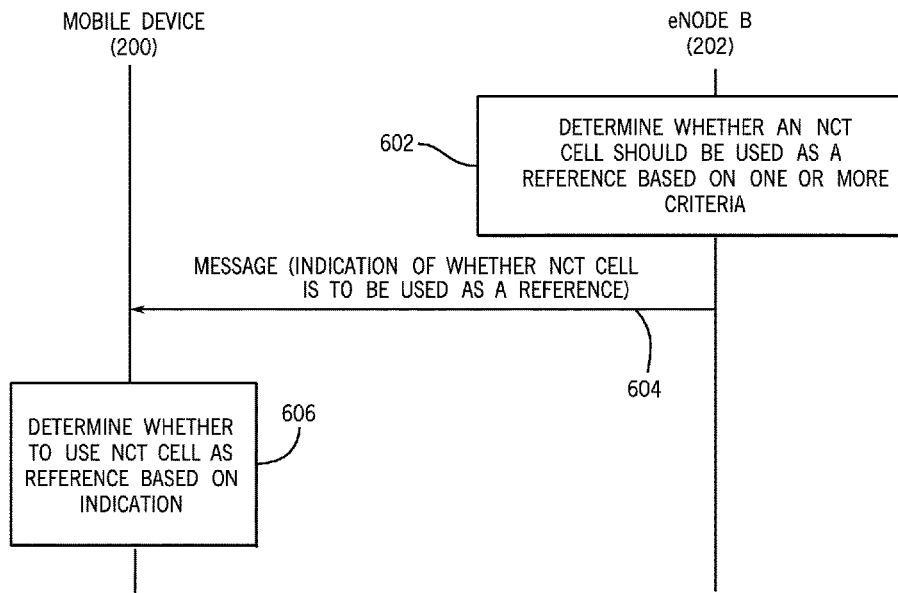 MOBILE DEVICE
(200)
eNODE B
(202)
602
DETERMINE WHETHER AN NCT
CELL SHOULD BE USED AS A
REFERENCE BASED ON ONE OR MORE
CRITERIA
MESSAGE (INDICATION OF WHETHER NCT CELL
IS TO BE USED AS A REFERENCE)
604
DETERMINE WHETHER
TO USE NCT CELL AS
REFERENCE BASED ON
INDICATION
606